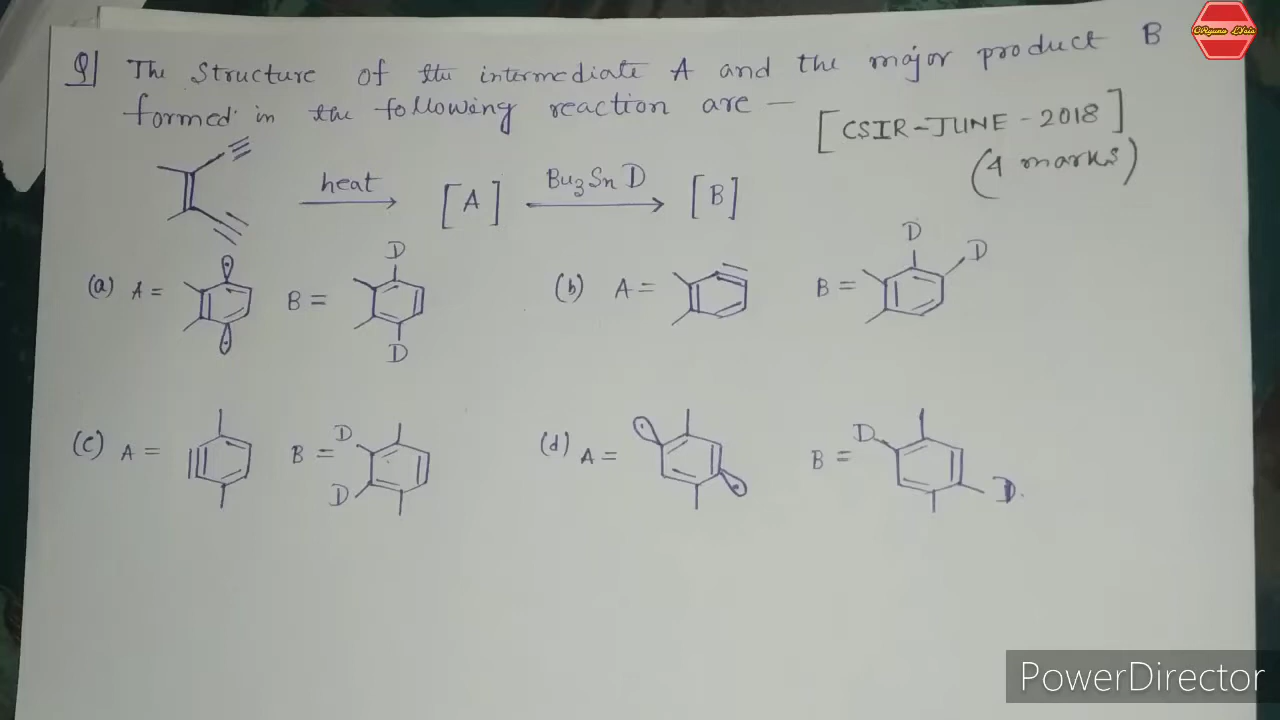 Q| The structure of the intermediate A and the major product B
formed in the following reaction are —
[CSIR-JUNE-2018]
(4 marks)
heat [A] Bu3SnD [B]
(a) A = B = D D
(b) A = B = D D
(c) A = B = D D
(d) A = B = D D
PowerDirector